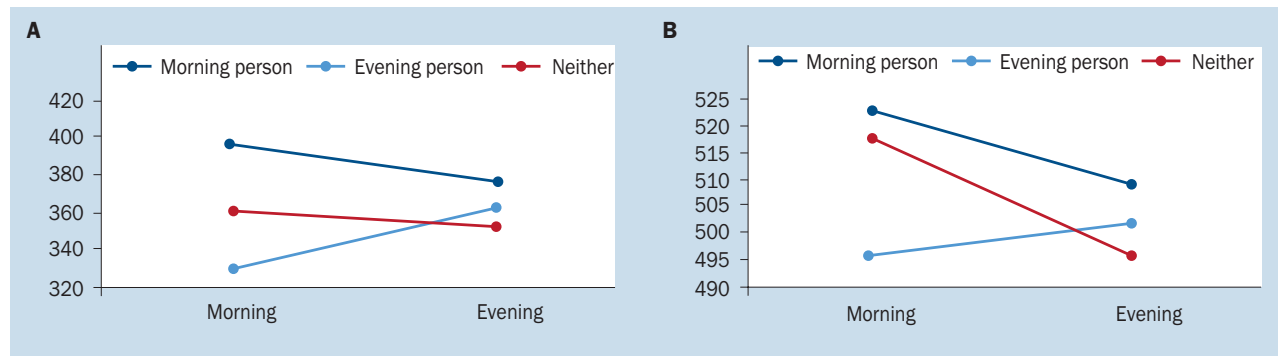 A
Morning person Evening person Neither
420
400
380
360
340
320
Morning Evening
B
Morning person Evening person Neither
525
520
515
510
505
500
495
490
Morning Evening